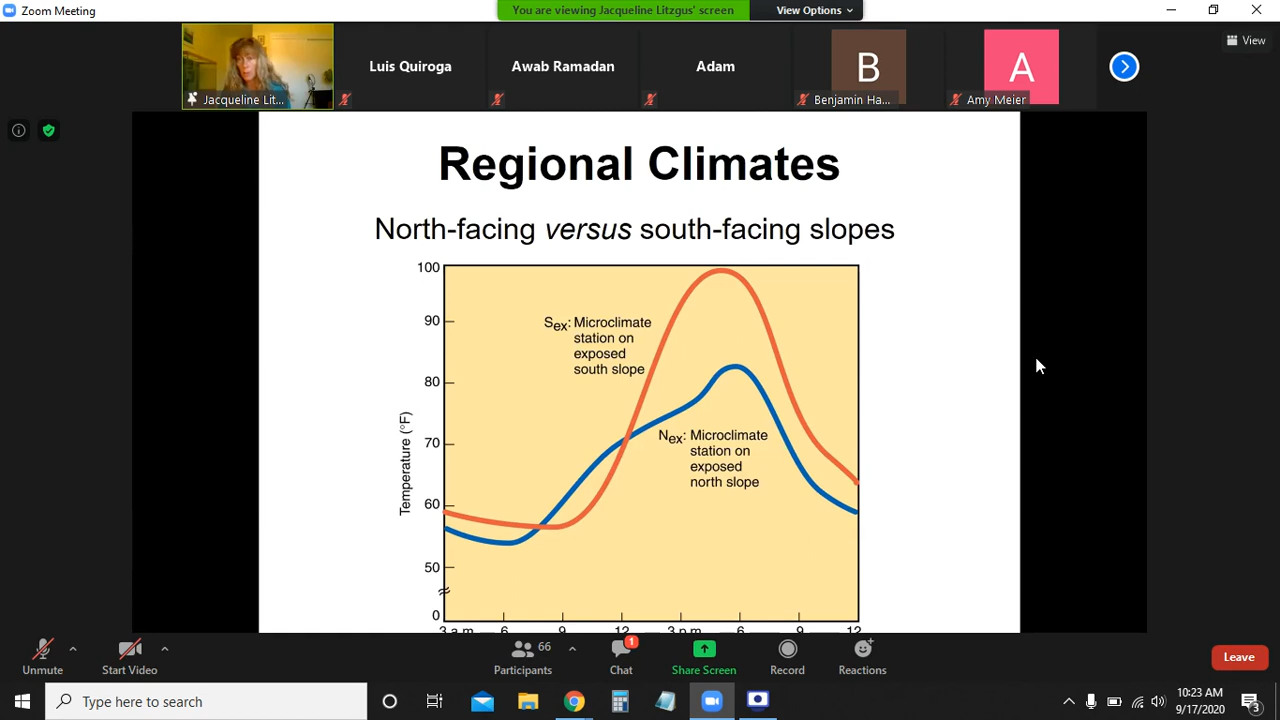 Zoom Meeting
You are viewing Jacqueline Litzgus' screen
View Options
View
Jacqueline Lit...
Luis Quiroga
Awab Ramadan
Adam
B
Benjamin Ha...
A
Amy Meier
Regional Climates
North-facing versus south-facing slopes
100
90
80
70
60
50
0
Temperature (°F)
Sex: Microclimate
station on
exposed
south slope
Nex: Microclimate
station on
exposed
north slope
3 a.m. 6 9 12 3 p.m. 6 9 12
Unmute
Start Video
Participants
66
Chat
1
Share Screen
Record
Reactions
Leave
Type here to search
10:23 AM
9/17/2020
3